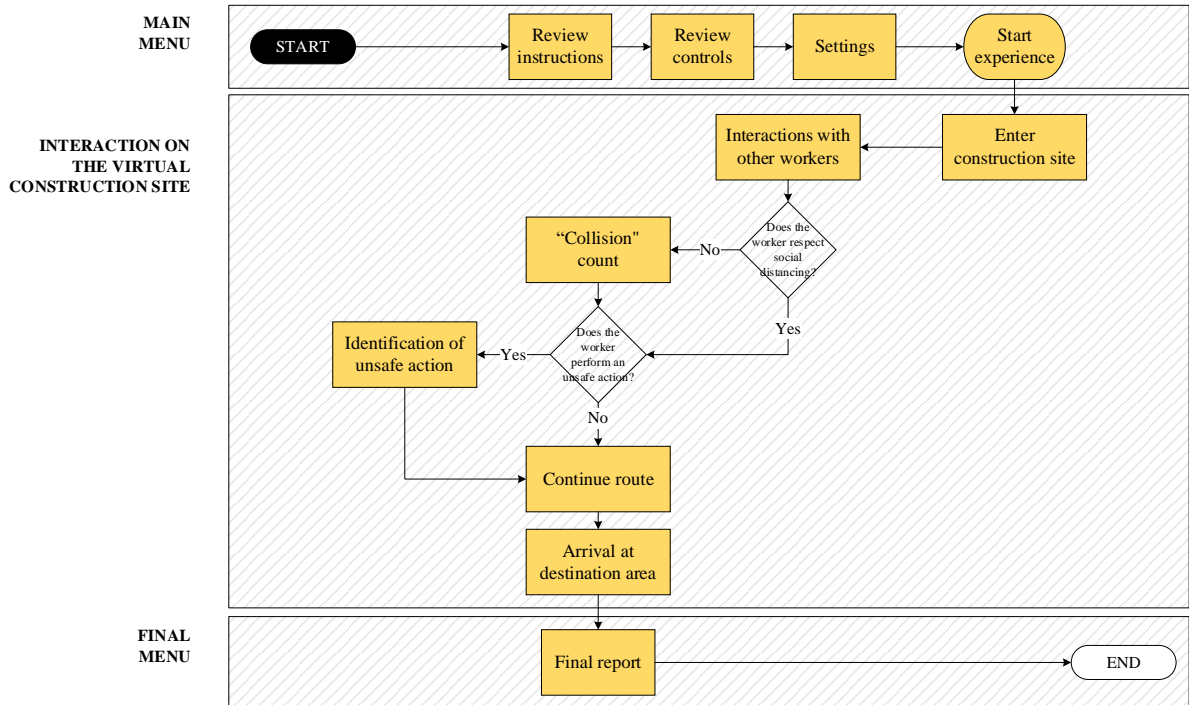 MAIN
MENU
START
Review
instructions
Review
controls
Settings
Start
experience
INTERACTION ON
THE VIRTUAL
CONSTRUCTION SITE
Interactions with
other workers
Enter
construction site
Does the
worker respect
social
distancing?
No
“Collision"
count
Yes
Does the
worker
perform an
unsafe action?
Yes
Identification of
unsafe action
No
Continue route
Arrival at
destination area
FINAL
MENU
Final report
END